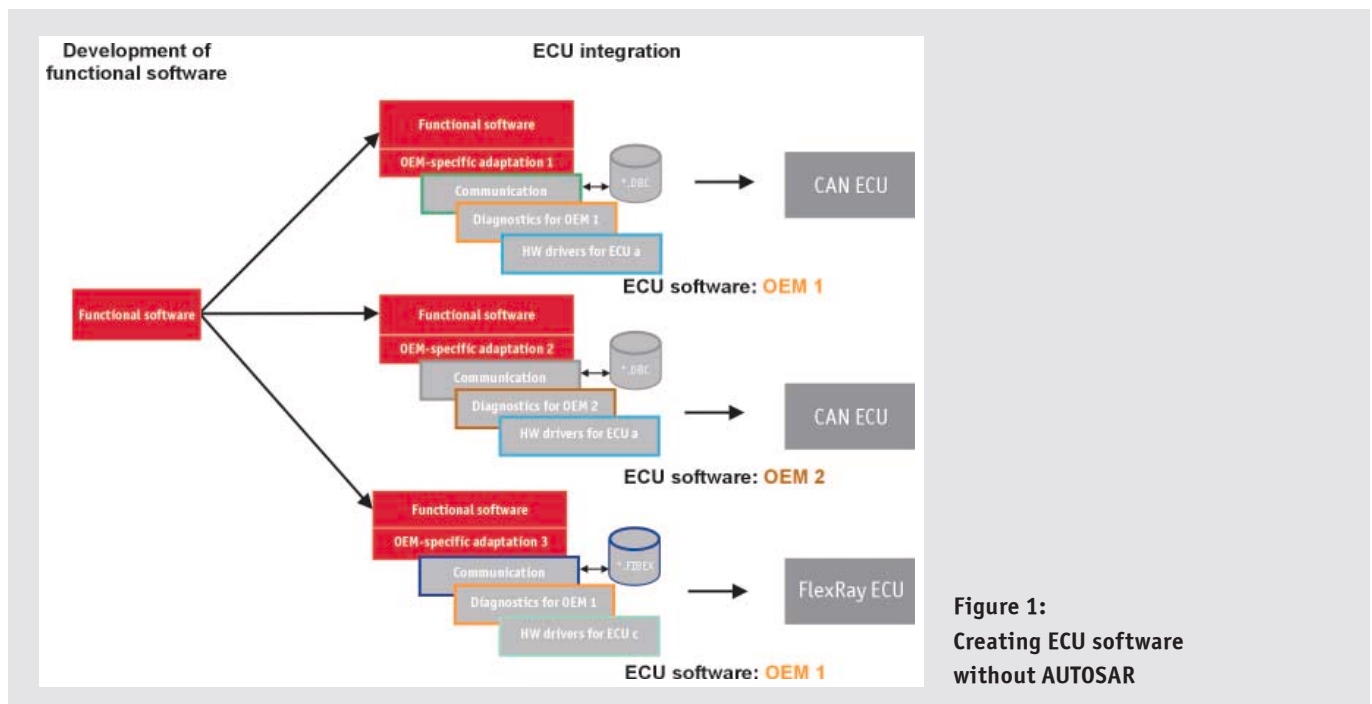 Development of
functional software
ECU integration
Functional software
Functional software
OEM-specific adaptation 1
Communication
*.DBC
Diagnostics for OEM 1
HW drivers for ECU a
CAN ECU
ECU software: OEM 1
Functional software
OEM-specific adaptation 2
Communication
*.DBC
Diagnostics for OEM 2
HW drivers for ECU a
CAN ECU
ECU software: OEM 2
Functional software
OEM-specific adaptation 3
Communication
*.FIBEX
Diagnostics for OEM 1
HW drivers for ECU c
FlexRay ECU
ECU software: OEM 1
Figure 1:
Creating ECU software
without AUTOSAR